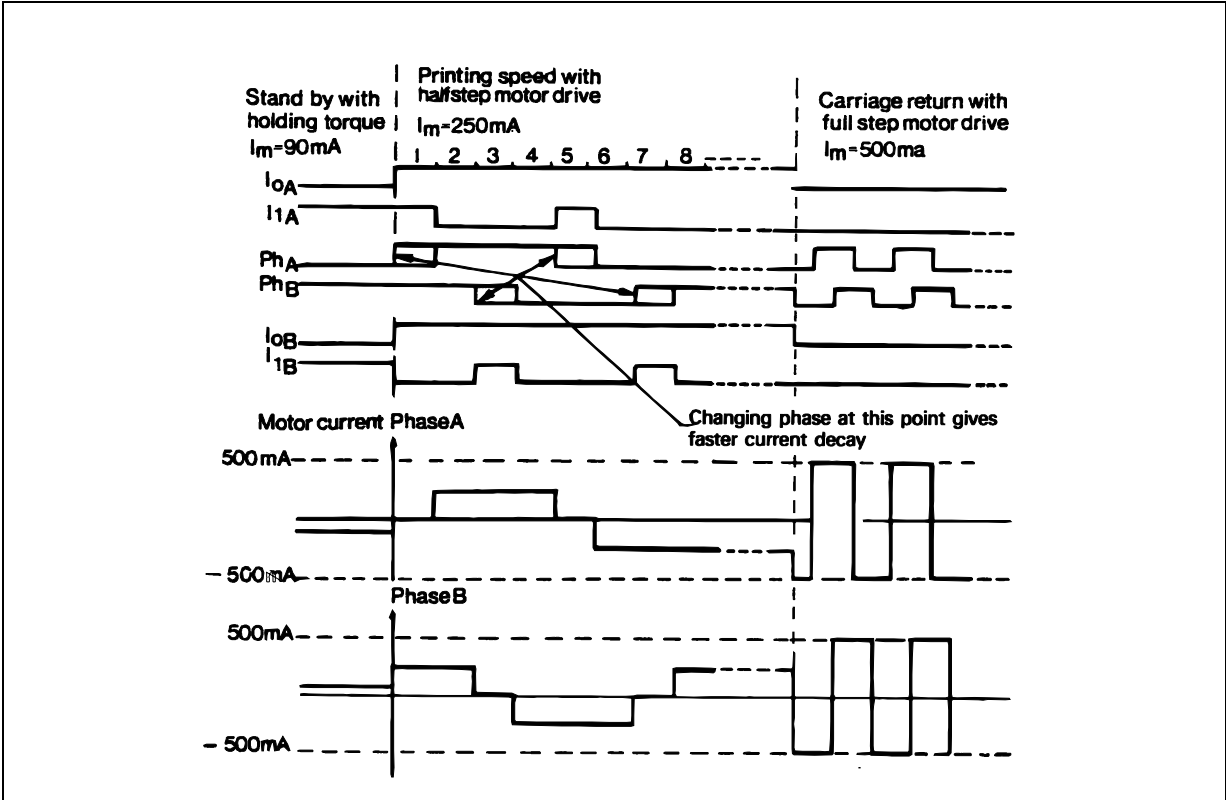 Stand by with
holding torque
Im=90mA
Printing speed with
halfstep motor drive
Im=250mA
Carriage return with
full step motor drive
Im=500ma
1 2 3 4 5 6 7 8
IoA
I1A
PhA
PhB
IoB
I1B
Changing phase at this point gives
faster current decay
Motor current PhaseA
500mA
-500mA
PhaseB
500mA
-500mA